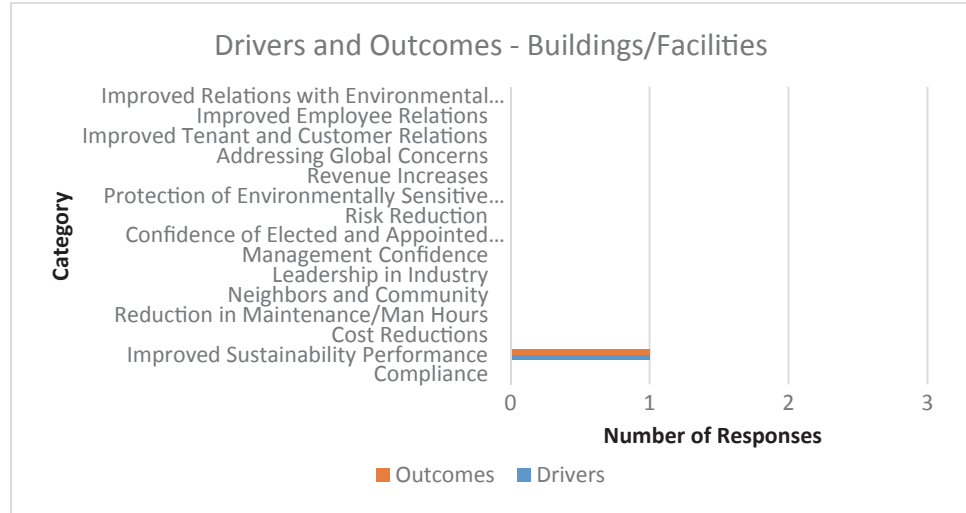 Drivers and Outcomes - Buildings/Facilities
Improved Relations with Environmental...
Improved Employee Relations
Improved Tenant and Customer Relations
Addressing Global Concerns
Revenue Increases
Protection of Environmentally Sensitive...
Risk Reduction
Confidence of Elected and Appointed...
Management Confidence
Leadership in Industry
Neighbors and Community
Reduction in Maintenance/Man Hours
Cost Reductions
Improved Sustainability Performance
Compliance
Category
0 1 2 3
Number of Responses
Outcomes Drivers